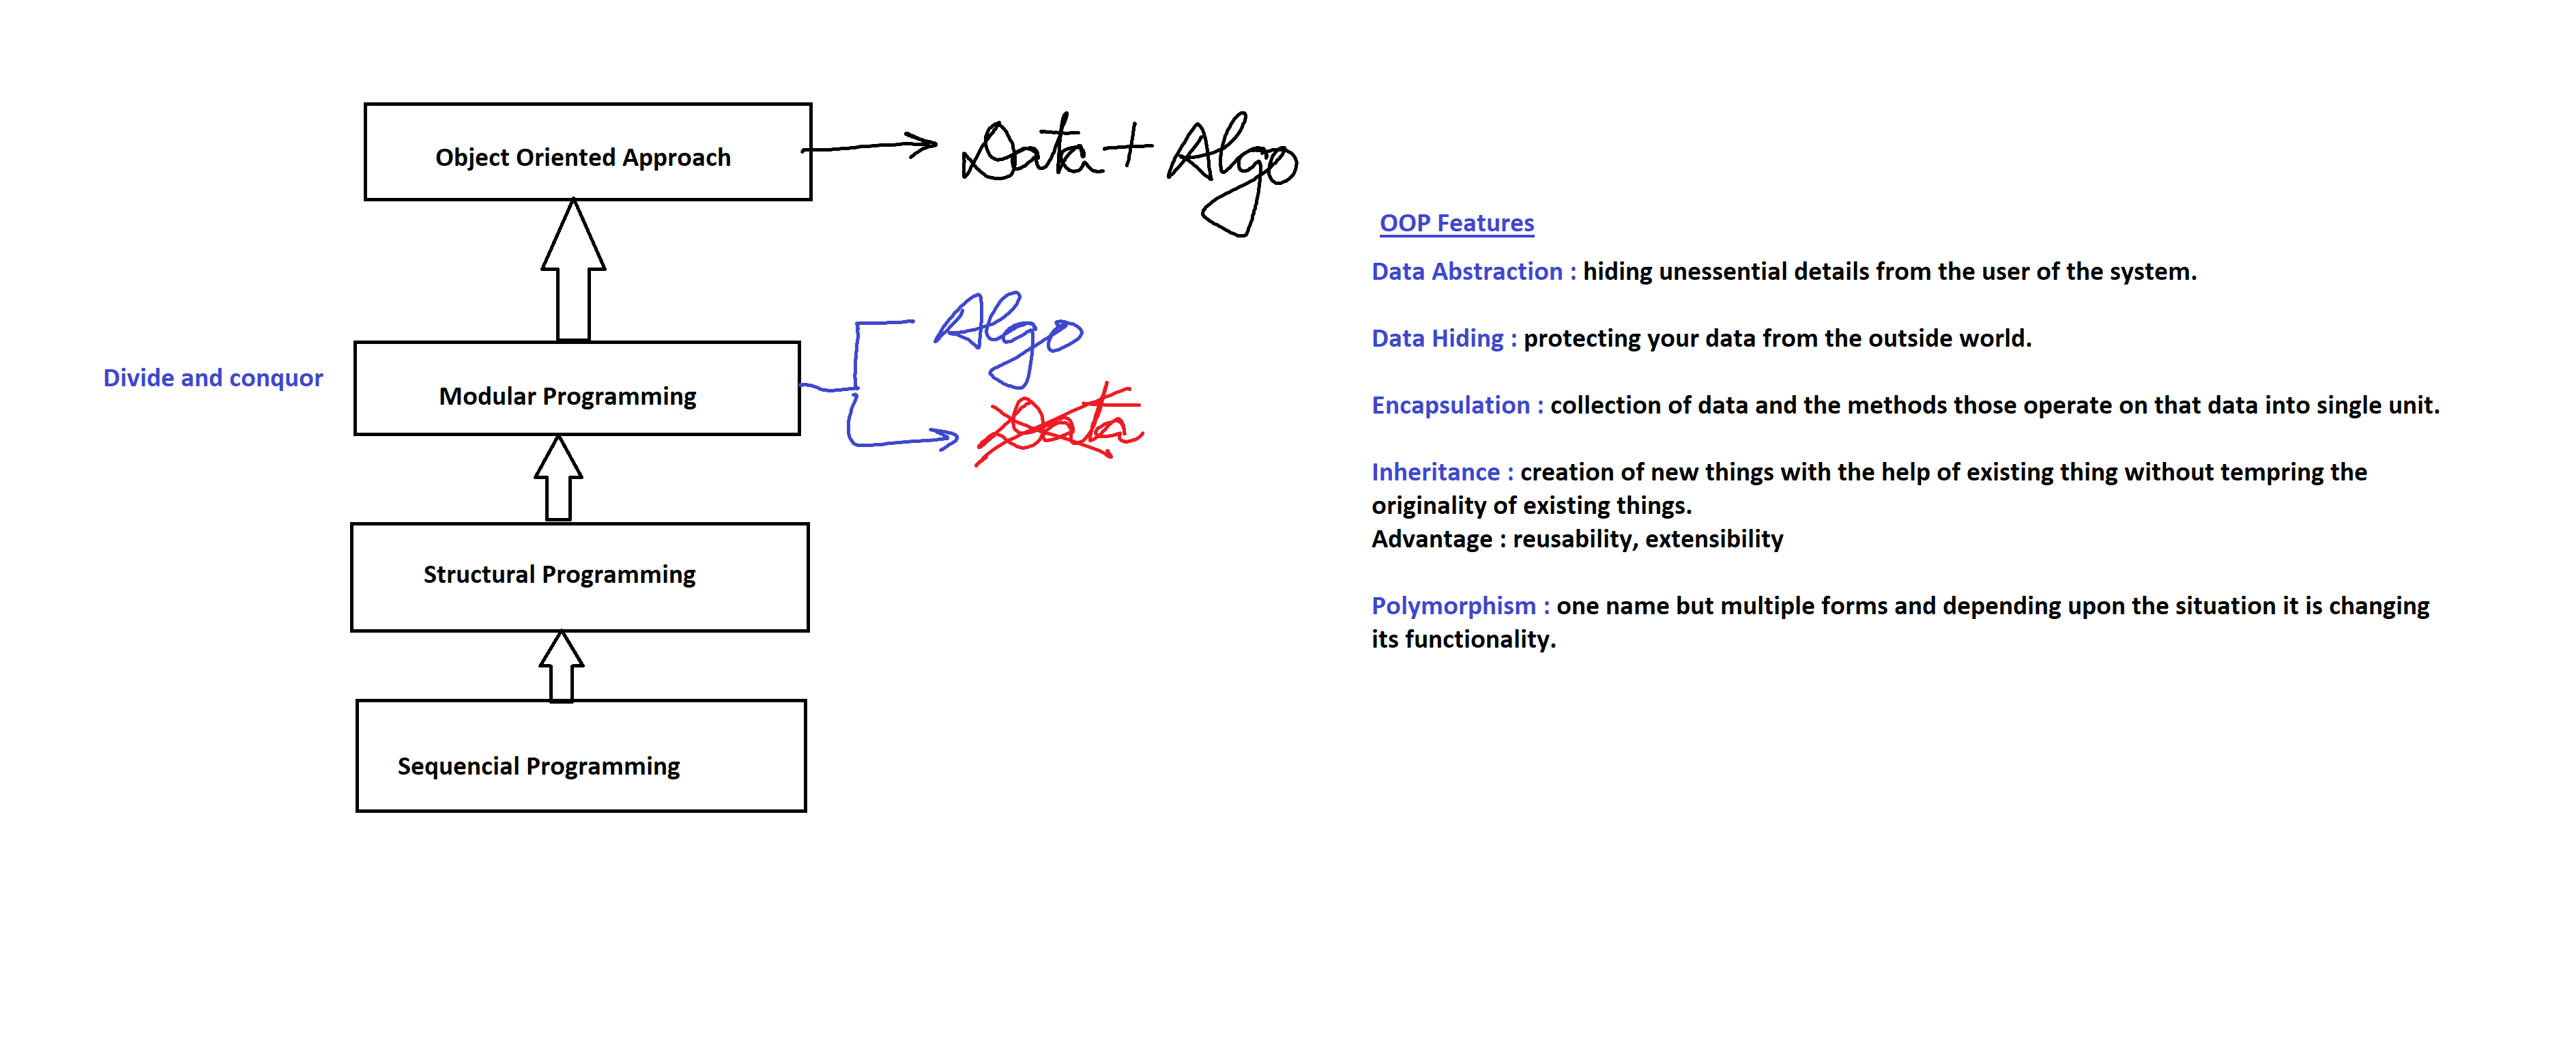 Object Oriented Approach
Data + Algo
Divide and conquor
Modular Programming
Algo
Data
Structural Programming
Sequencial Programming
OOP Features
Data Abstraction : hiding unessential details from the user of the system.
Data Hiding : protecting your data from the outside world.
Encapsulation : collection of data and the methods those operate on that data into single unit.
Inheritance : creation of new things with the help of existing thing without tempring the
originality of existing things.
Advantage : reusability, extensibility
Polymorphism : one name but multiple forms and depending upon the situation it is changing
its functionality.